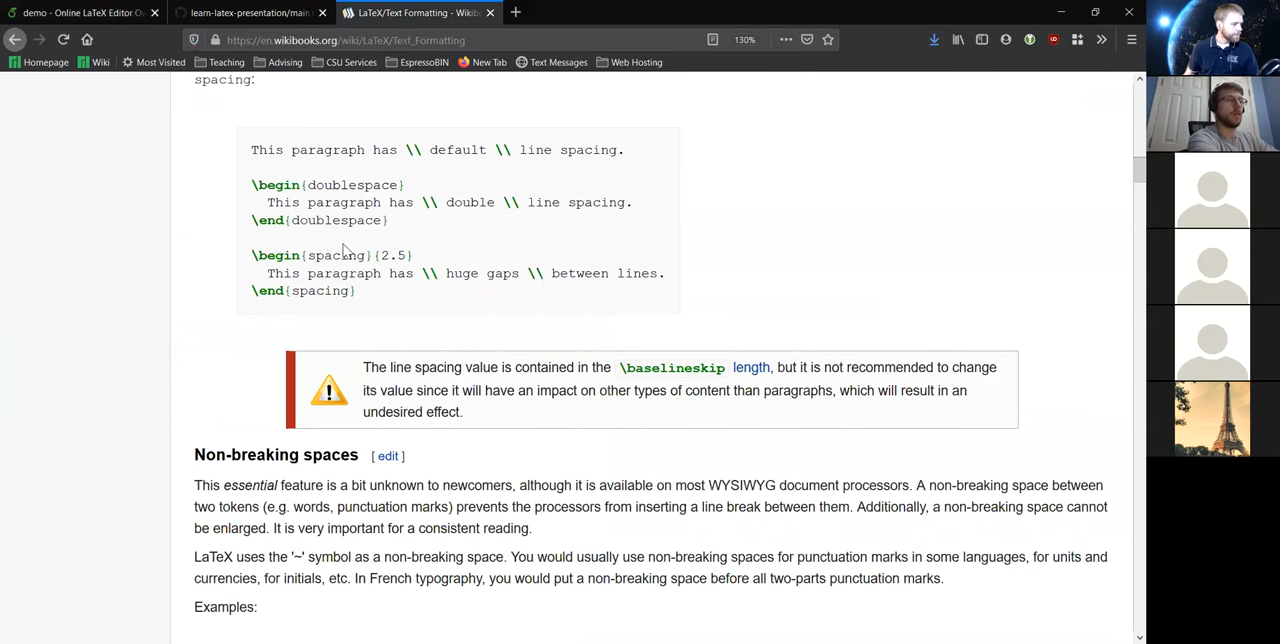 demo - Online LaTeX Editor Ov
learn-latex-presentation/main.
LaTeX/Text Formatting - Wikib
https://en.wikibooks.org/wiki/LaTeX/Text_Formatting
130%
Homepage
Wiki
Most Visited
Teaching
Advising
CSU Services
EspressoBIN
New Tab
Text Messages
Web Hosting
spacing:
This paragraph has \\ default \\ line spacing.
\begin{doublespace}
This paragraph has \\ double \\ line spacing.
\end{doublespace}
\begin{spacing}{2.5}
This paragraph has \\ huge gaps \\ between lines.
\end{spacing}
The line spacing value is contained in the \baselineskip length, but it is not recommended to change
its value since it will have an impact on other types of content than paragraphs, which will result in an
undesired effect.
Non-breaking spaces [ edit ]
This essential feature is a bit unknown to newcomers, although it is available on most WYSIWYG document processors. A non-breaking space between
two tokens (e.g. words, punctuation marks) prevents the processors from inserting a line break between them. Additionally, a non-breaking space cannot
be enlarged. It is very important for a consistent reading.
LaTeX uses the '~' symbol as a non-breaking space. You would usually use non-breaking spaces for punctuation marks in some languages, for units and
currencies, for initials, etc. In French typography, you would put a non-breaking space before all two-parts punctuation marks.
Examples: